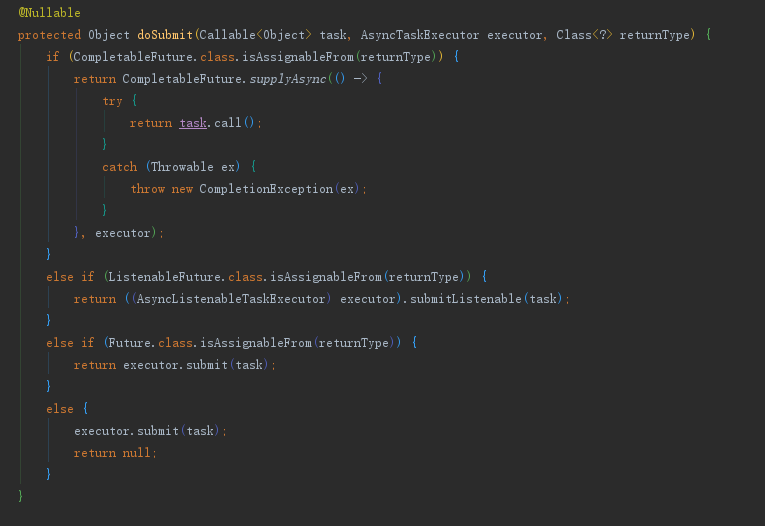 @Nullable
protected Object doSubmit(Callable<Object> task, AsyncTaskExecutor executor, Class<?> returnType) {
    if (CompletableFuture.class.isAssignableFrom(returnType)) {
        return CompletableFuture.supplyAsync(() -> {
            try {
                return task.call();
            }
            catch (Throwable ex) {
                throw new CompletionException(ex);
            }
        }, executor);
    }
    else if (ListenableFuture.class.isAssignableFrom(returnType)) {
        return ((AsyncListenableTaskExecutor) executor).submitListenable(task);
    }
    else if (Future.class.isAssignableFrom(returnType)) {
        return executor.submit(task);
    }
    else {
        executor.submit(task);
        return null;
    }
}